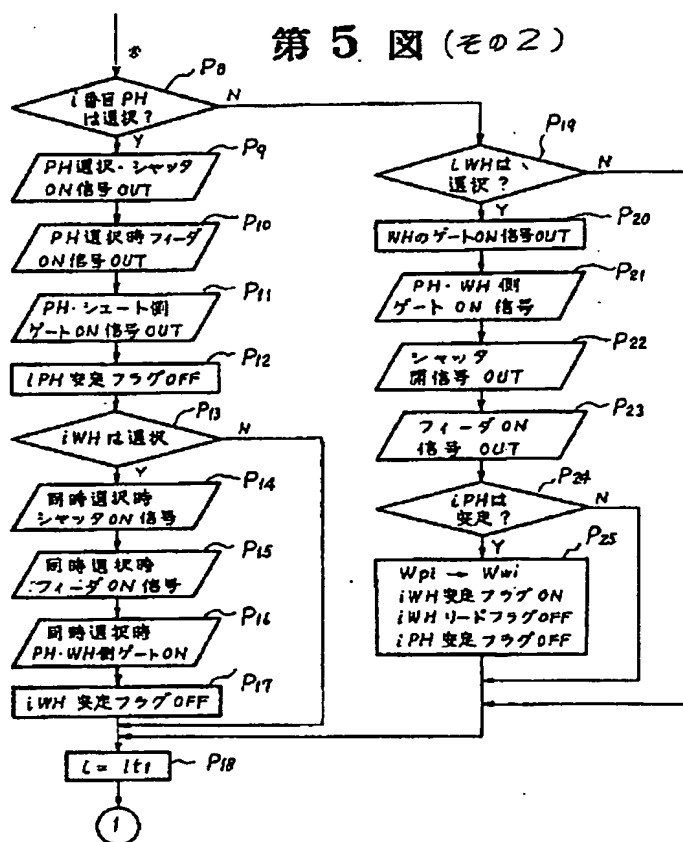 第5図(その2)
P8
i番目PH
は選択?
N
Y
P9
PH選択・シャッタ
ON信号OUT
P10
PH選択時フィーダ
ON信号OUT
P11
PH・シュート側
ゲートON信号OUT
P12
iPH安定フラグOFF
P13
iWHは選択
N
Y
P14
同時選択時
シャッタON信号
P15
同時選択時
フィーダON信号
P16
同時選択時
PH・WH側ゲートON
P17
iWH安定フラグOFF
P18
1
P19
iWHは、
選択?
N
Y
P20
WHのゲートON信号OUT
P21
PH・WH側
ゲートON信号
P22
シャッタ
開信号OUT
P23
フィーダON
信号OUT
P24
iPHは
安定?
N
Y
P25
Wpi → Wwi
iWH安定フラグON
iWHリードフラグOFF
iPH安定フラグOFF